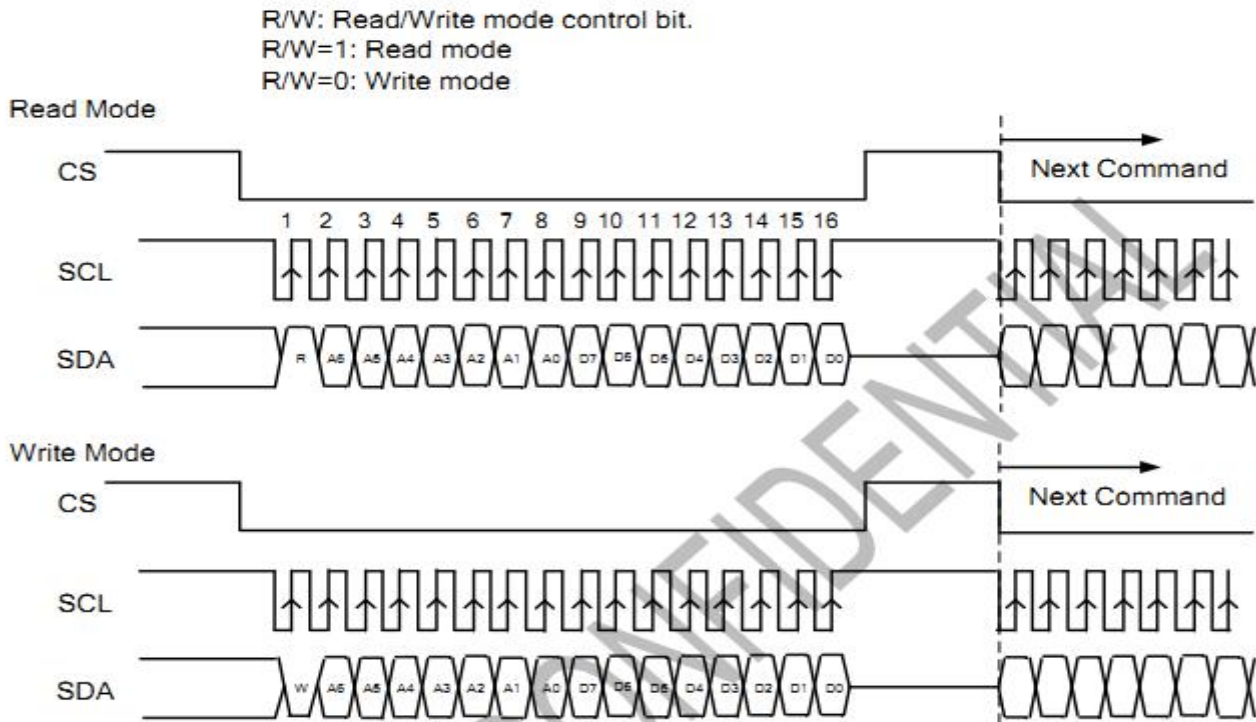 R/W: Read/Write mode control bit.
R/W=1: Read mode
R/W=0: Write mode
Read Mode
CS
Next Command
1 2 3 4 5 6 7 8 9 10 11 12 13 14 15 16
SCL
SDA
R A6 A5 A4 A3 A2 A1 A0 D7 D6 D5 D4 D3 D2 D1 D0
Write Mode
CS
Next Command
SCL
SDA
W A6 A5 A4 A3 A2 A1 A0 D7 D6 D5 D4 D3 D2 D1 D0
CONFIDENTIAL